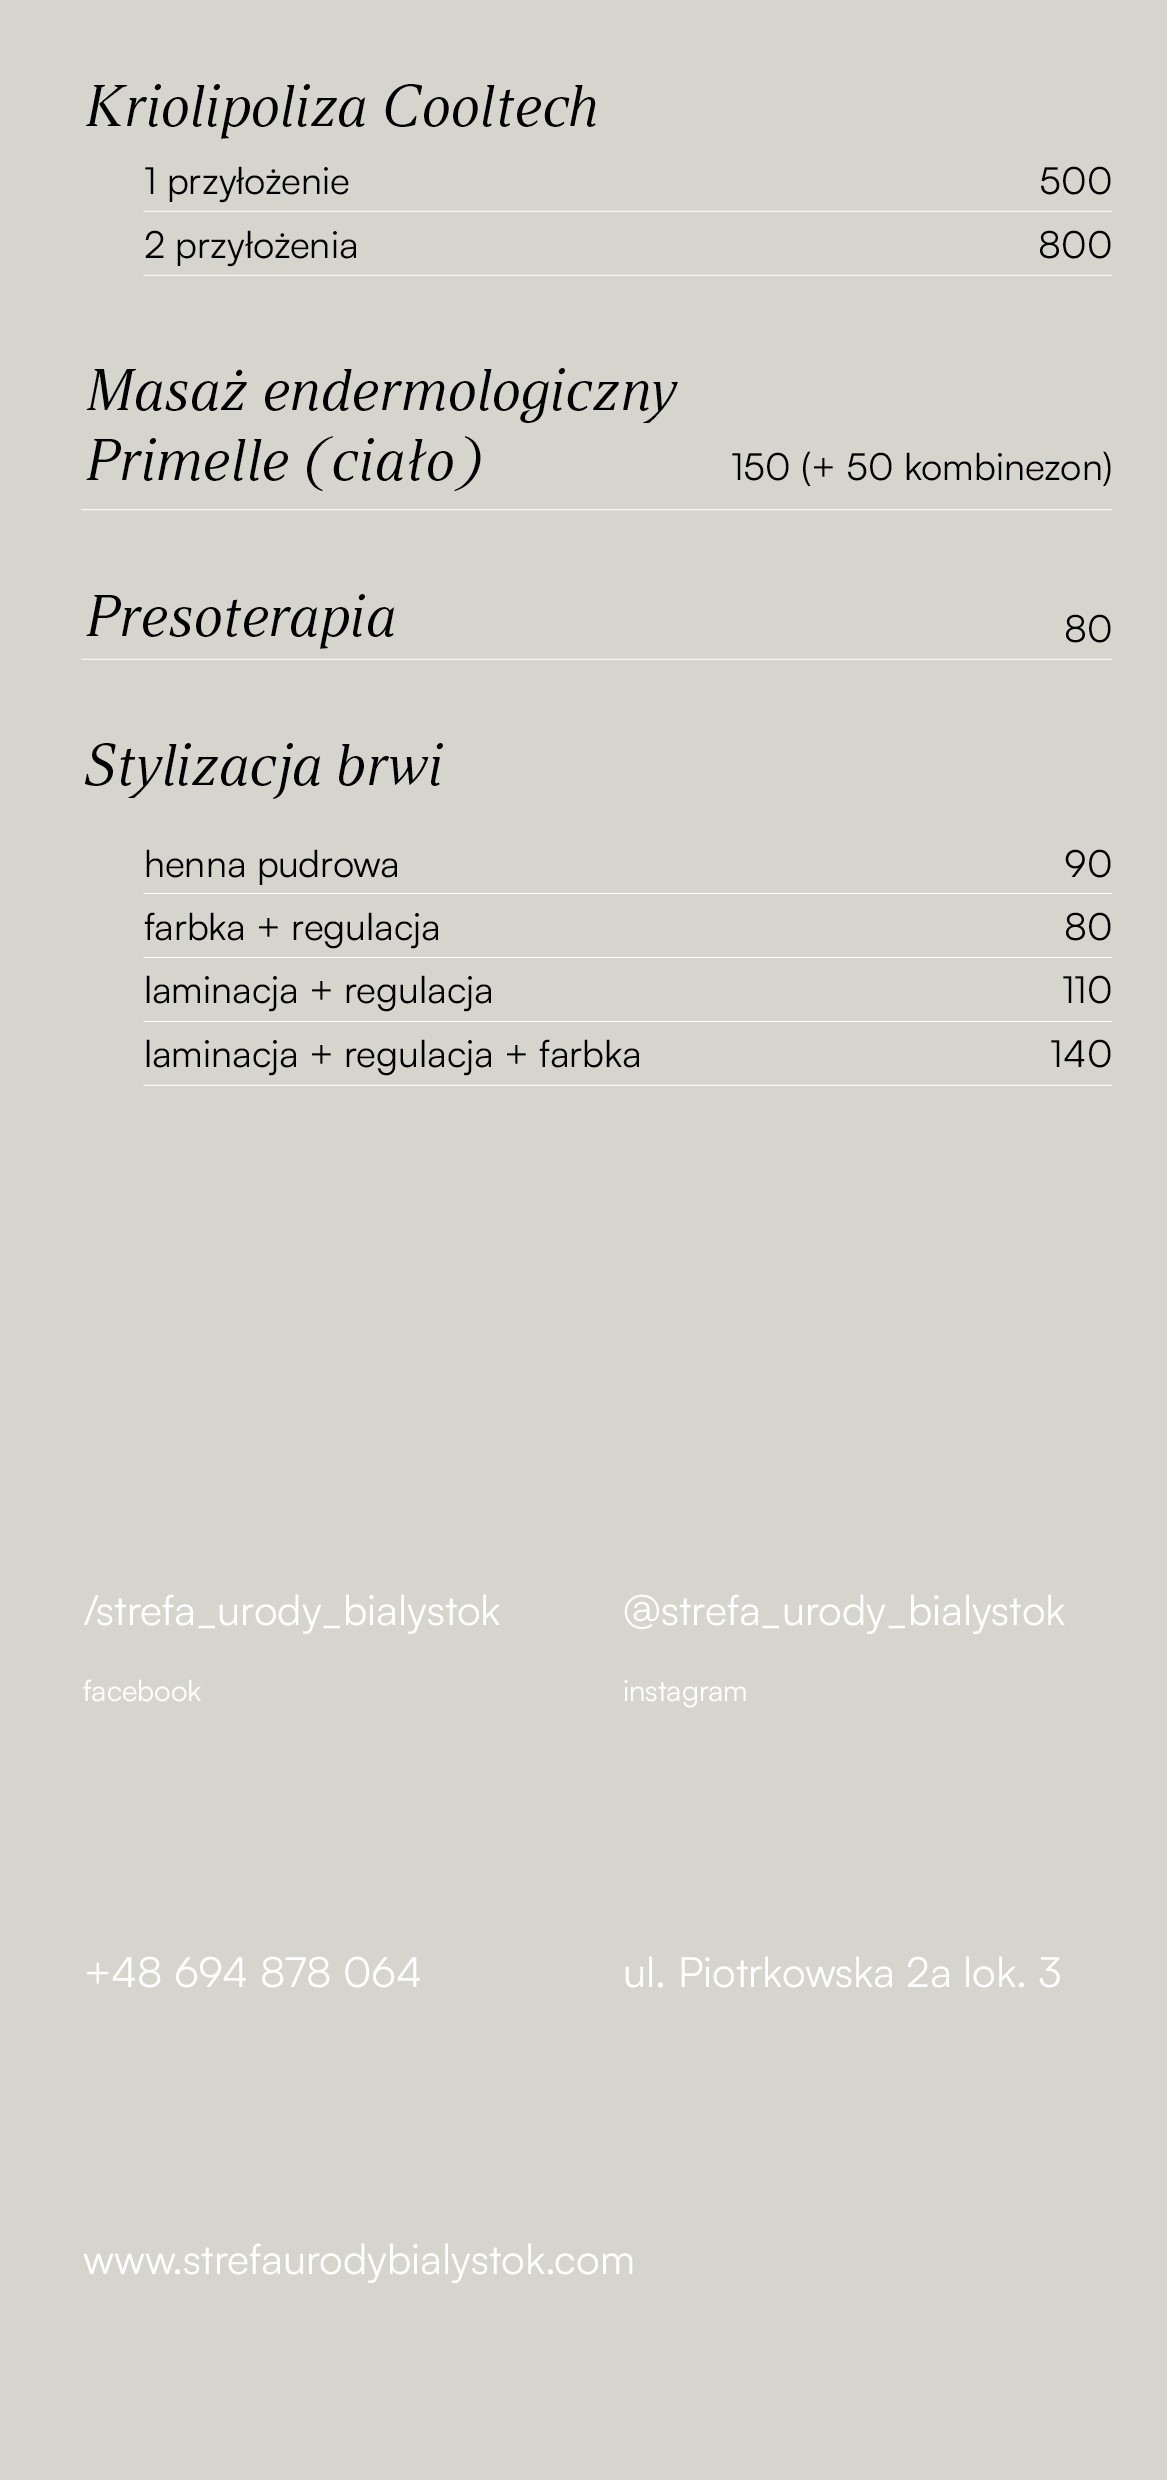 Kriolipoliza Cooltech
1 przyłożenie 500
2 przyłożenia 800
Masaż endermologiczny
Primelle (ciało) 150 (+ 50 kombinezon)
Presoterapia 80
Stylizacja brwi
henna pudrowa 90
farbka + regulacja 80
laminacja + regulacja 110
laminacja + regulacja + farbka 140
/strefa_urody_bialystok @strefa_urody_bialystok
facebook instagram
+48 694 878 064 ul. Piotrkowska 2a lok. 3
www.strefaurodybialystok.com